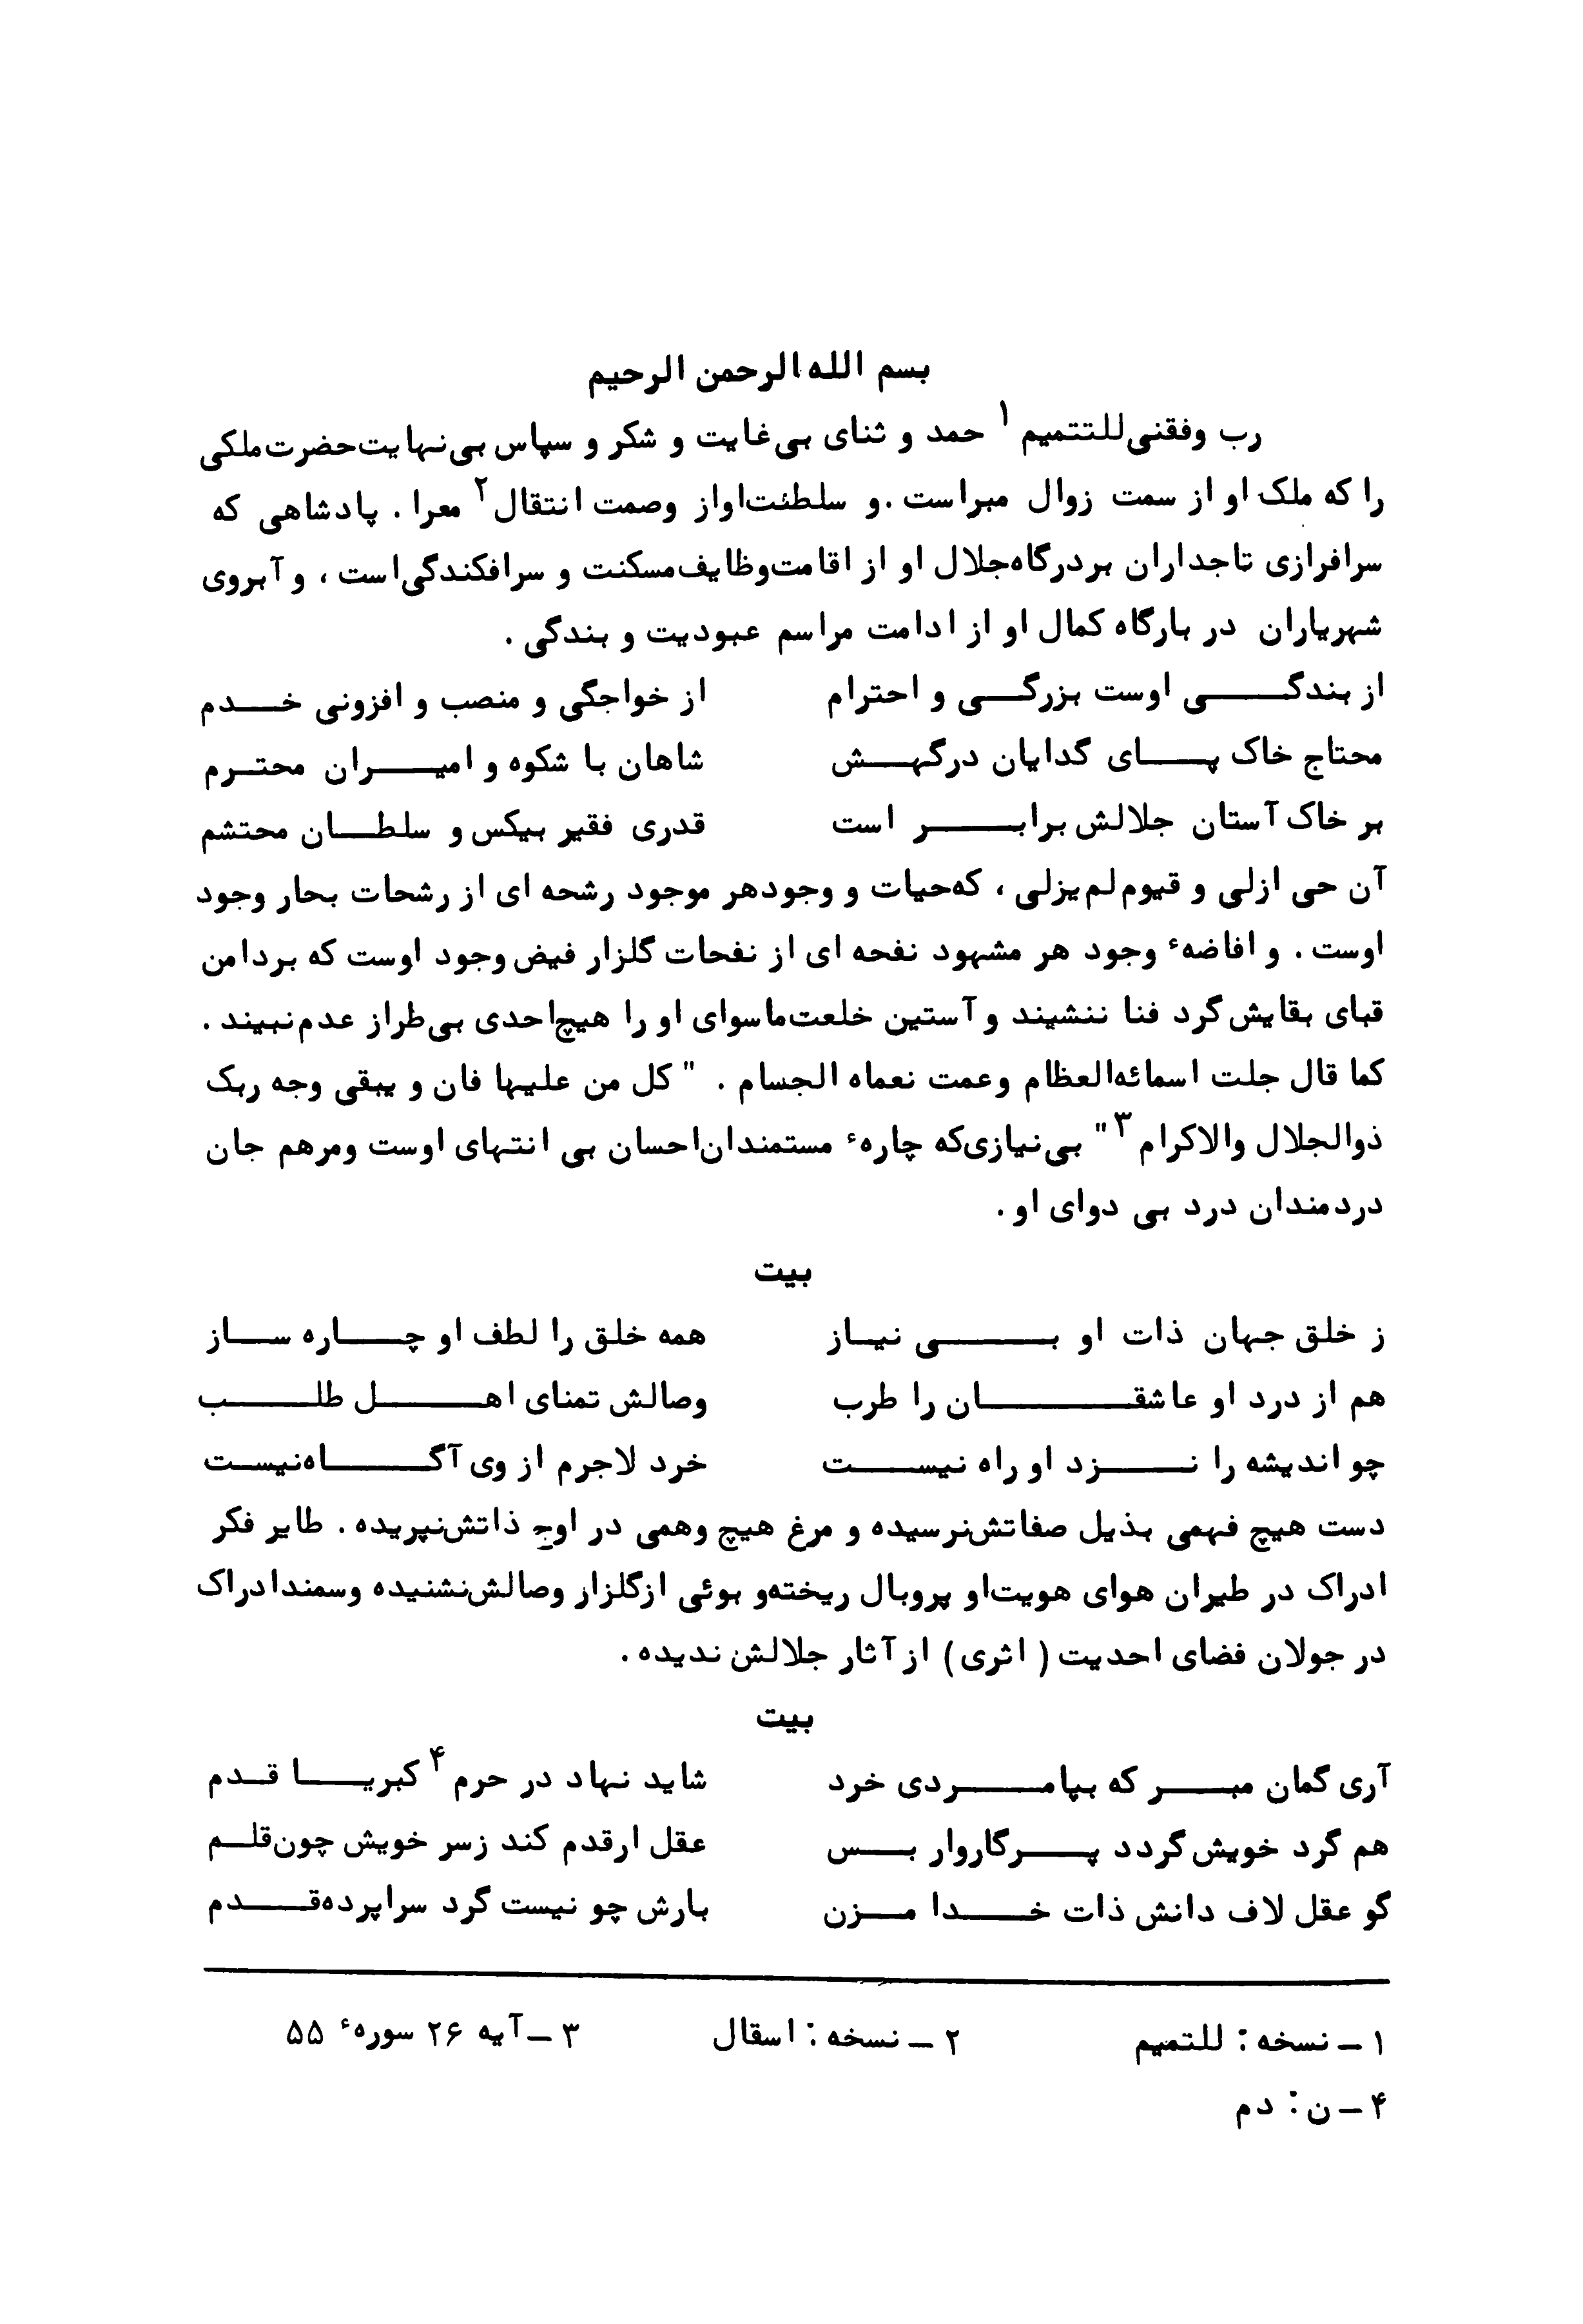 بسم الله الرحمن الرحیم
رب وفقنی للتتمیم ۱ حمد و ثنای بی‌غایت و شکر و سپاس بی‌نهایت حضرت ملکی
را که ملک او از سمت زوال مبراست . و سلطنت او از وصمت انتقال ۲ معرا . پادشاهی که
سرافرازی تاجداران بر درگاه جلال او از اقامت وظایف مسکنت و سرافکندگی است ، و آبروی
شهریاران در بارگاه کمال او از ادامت مراسم عبودیت و بندگی .
از بندگی اوست بزرگی و احترام از خواجگی و منصب و افزونی خدم
محتاج خاک پای گدایان درگهش شاهان با شکوه و امیران محترم
بر خاک آستان جلالش برابر است قدری فقیر بیکس و سلطان محتشم
آن حی ازلی و قیوم لم یزلی ، که حیات و وجود هر موجود رشحه ای از رشحات بحار وجود
اوست . و افاضهٔ وجود هر مشهود نفحه ای از نفحات گلزار فیض وجود اوست که بردامن
قبای بقایش گرد فنا ننشیند و آستین خلعت ماسوای او را هیچ احدی بی‌طراز عدم نبیند .
کما قال جلت اسمائه العظام و عمت نعماه الجسام . " کل من علیها فان و یبقی وجه ربک
ذوالجلال والاکرام ۳ " بی‌نیازی که چارهٔ مستمندان احسان بی انتهای اوست ومرهم جان
دردمندان درد بی دوای او .
بیت
ز خلق جهان ذات او بی نیاز همه خلق را لطف او چاره ساز
هم از درد او عاشقان را طرب وصالش تمنای اهل طلب
چو اندیشه را نزد او راه نیست خرد لاجرم از وی آگاه نیست
دست هیچ فهمی بذیل صفاتش نرسیده و مرغ هیچ وهمی در اوج ذاتش نپریده . طایر فکر
ادراک در طیران هوای هویت او پروبال ریخته و بوئی ازگلزار وصالش نشنیده وسمند ادراک
در جولان فضای احدیت ( اثری ) از آثار جلالش ندیده .
بیت
آری گمان مبر که بپامردی خرد شاید نهاد در حرم ۴ کبریا قدم
هم گرد خویش گردد پرگاروار بس عقل ارقدم کند زسر خویش چون قلم
گو عقل لاف دانش ذات خدا مزن بارش چو نیست گرد سراپرده قدم
۱ ـ نسخه : للتمیم ۲ ـ نسخه : اسقال ۳ ـ آیه ۲۶ سورهٔ ۵۵
۴ ـ ن : دم